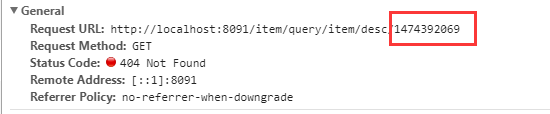 ▼ General
Request URL: http://localhost:8091/item/query/item/desc/1474392069
Request Method: GET
Status Code: 404 Not Found
Remote Address: [::1]:8091
Referrer Policy: no-referrer-when-downgrade